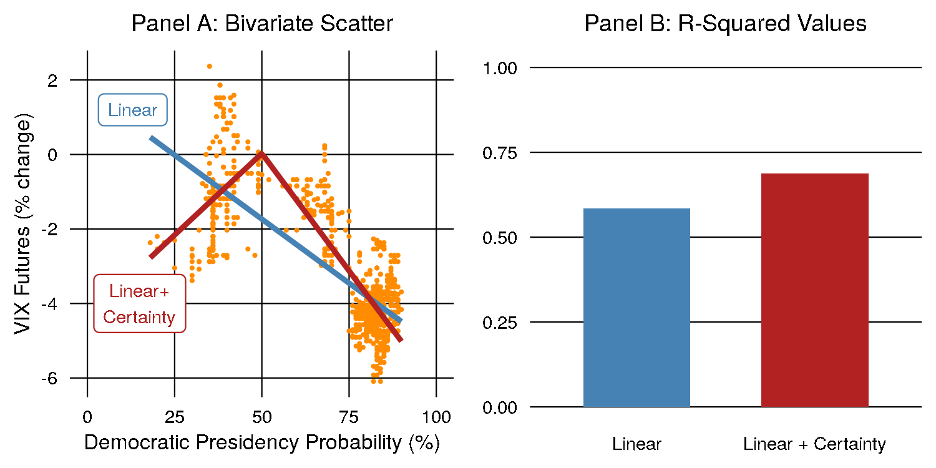 Panel A: Bivariate Scatter
VIX Futures (% change)
2
0
-2
-4
-6
Linear
Linear+
Certainty
0
25
50
75
100
Democratic Presidency Probability (%)
Panel B: R-Squared Values
1.00
0.75
0.50
0.25
0.00
Linear
Linear + Certainty